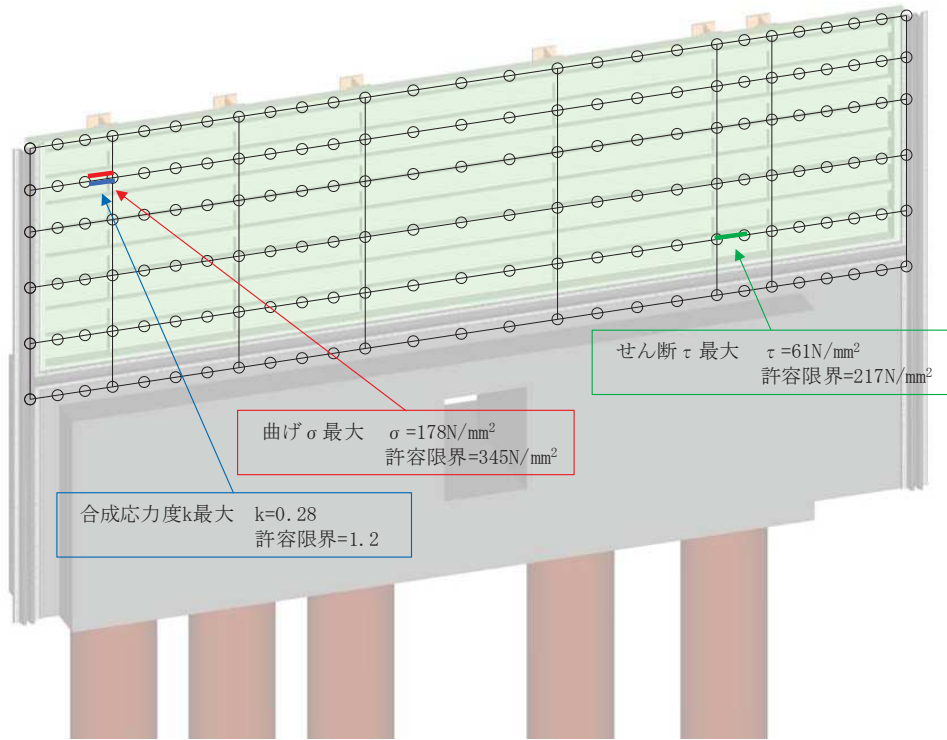 せん断τ最大 τ=61N/mm²
許容限界=217N/mm²
曲げσ最大 σ=178N/mm²
許容限界=345N/mm²
合成応力度k最大 k=0.28
許容限界=1.2